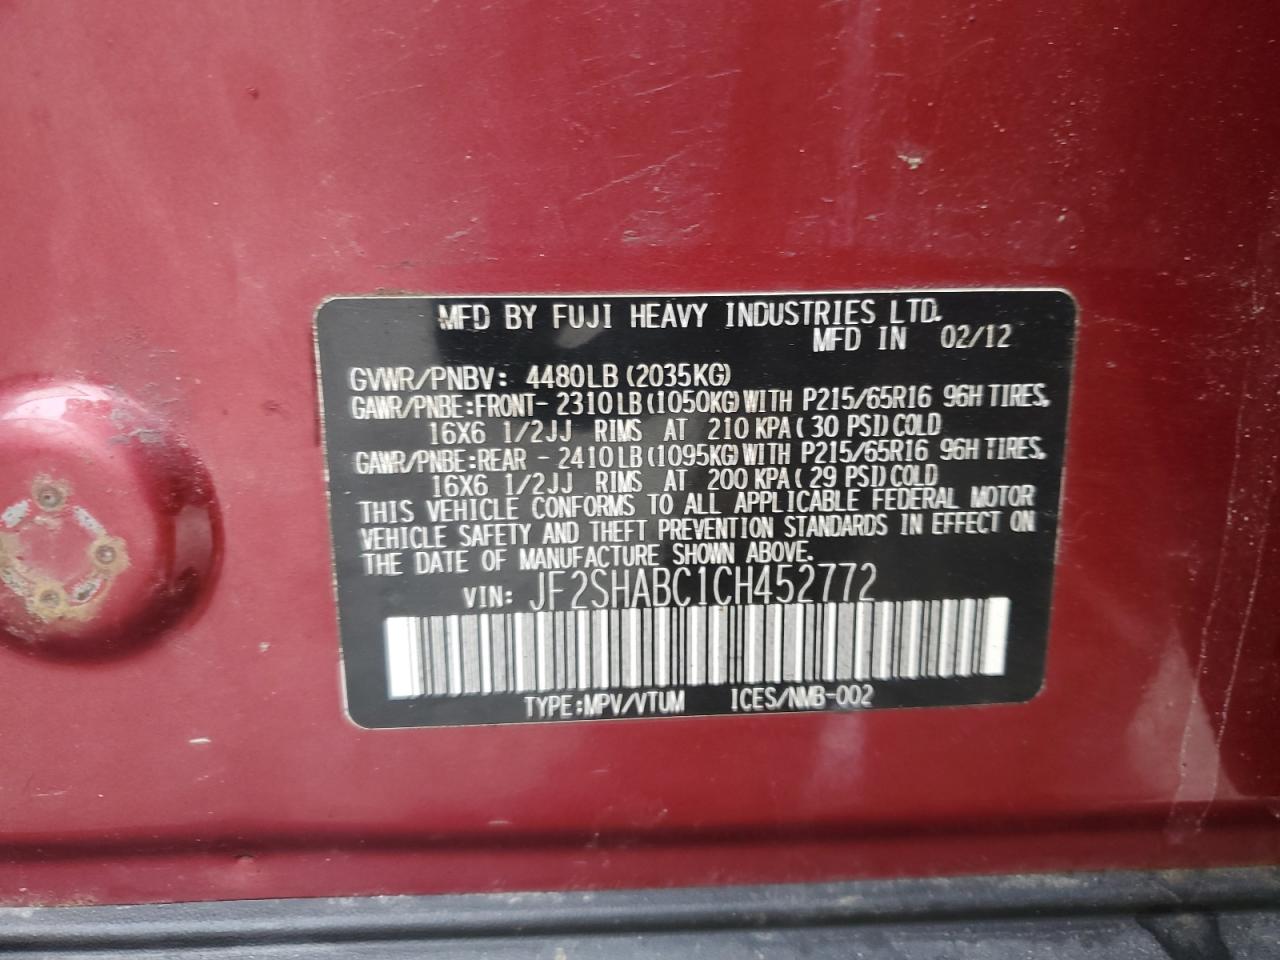 MFD BY FUJI HEAVY INDUSTRIES LTD.
MFD IN 02/12
GVWR/PNBV: 4480LB (2035KG)
GAWR/PNBE:FRONT- 2310LB (1050KG) WITH P215/65R16 96H TIRES,
16X6 1/2JJ RIMS AT 210 KPA ( 30 PSI) COLD
GAWR/PNBE:REAR - 2410LB (1095KG) WITH P215/65R16 96H TIRES,
16X6 1/2JJ RIMS AT 200 KPA ( 29 PSI) COLD
THIS VEHICLE CONFORMS TO ALL APPLICABLE FEDERAL MOTOR
VEHICLE SAFETY AND THEFT PREVENTION STANDARDS IN EFFECT ON
THE DATE OF MANUFACTURE SHOWN ABOVE.
VIN: JF2SHABC1CH452772
TYPE:MPV/VTUM ICES/NMB-002